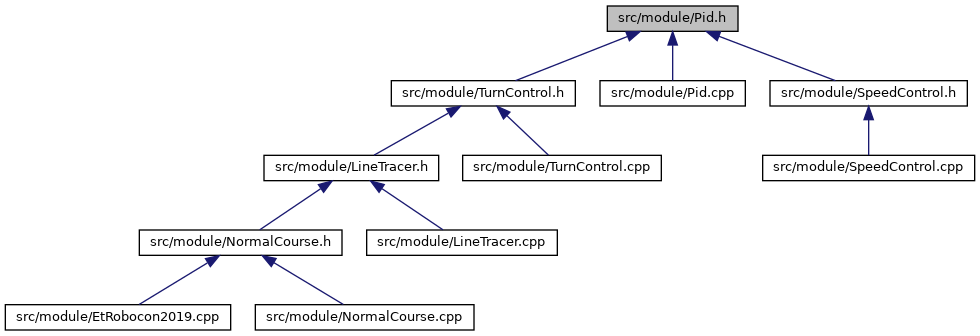 src/module/Pid.h
src/module/TurnControl.h
src/module/Pid.cpp
src/module/SpeedControl.h
src/module/LineTracer.h
src/module/TurnControl.cpp
src/module/SpeedControl.cpp
src/module/NormalCourse.h
src/module/LineTracer.cpp
src/module/EtRobocon2019.cpp
src/module/NormalCourse.cpp